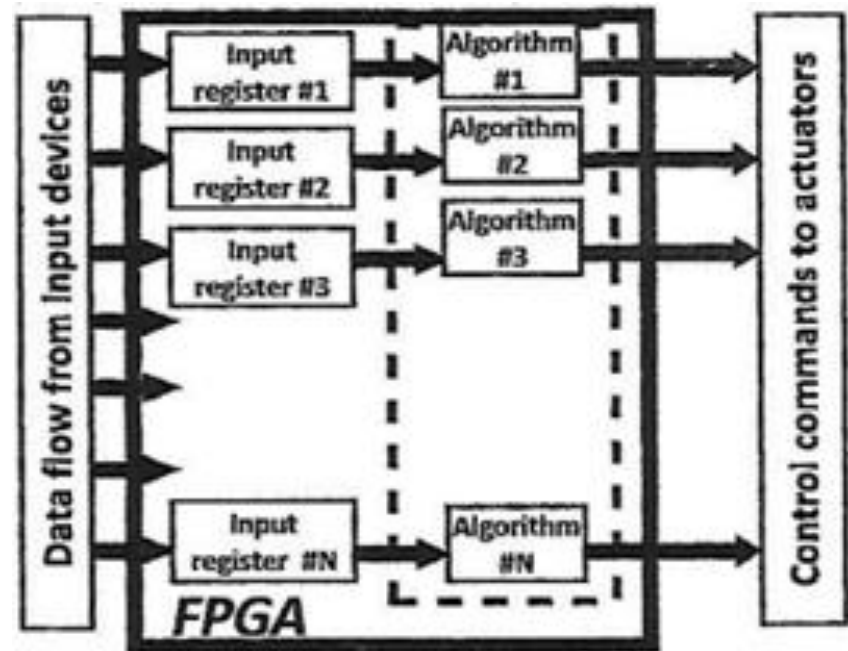 Data flow from Input devices
Input
register #1
Algorithm
#1
Input
register #2
Algorithm
#2
Input
register #3
Algorithm
#3
Input
register #N
Algorithm
#N
FPGA
Control commands to actuators